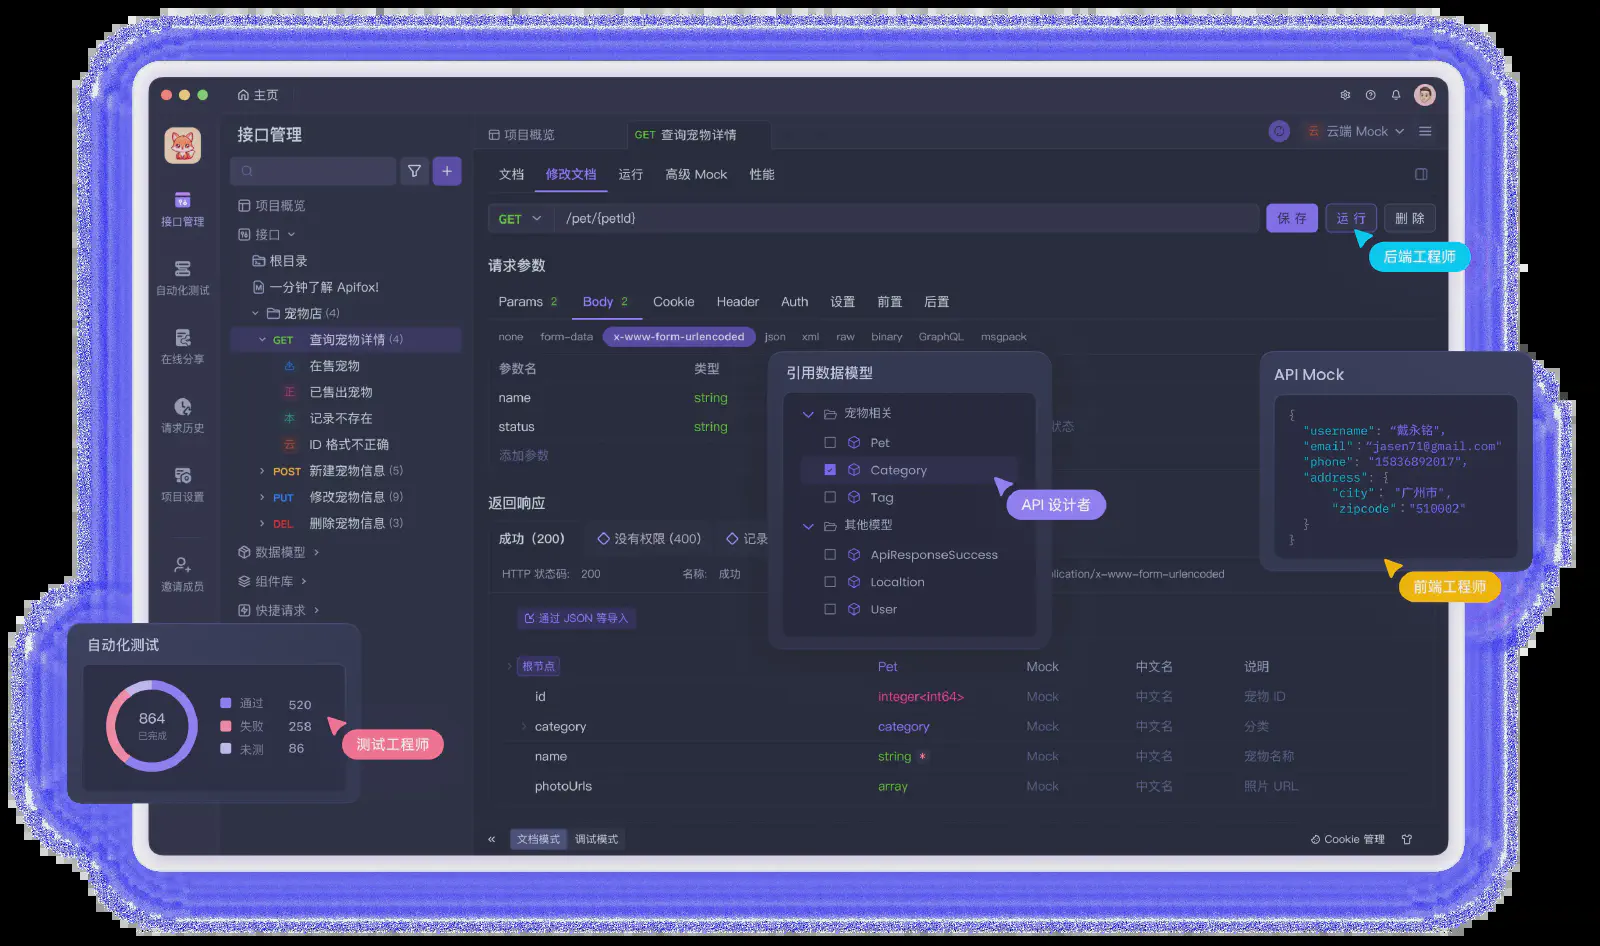 主页
接口管理
项目概览
GET 查询宠物详情
云 云端 Mock
接口管理
自动化测试
在线分享
请求历史
项目设置
邀请成员
项目概览
接口
根目录
一分钟了解 Apifox!
宠物店 (4)
GET 查询宠物详情 (4)
在售宠物
正 已售出宠物
本 记录不存在
云 ID 格式不正确
POST 新建宠物信息 (5)
PUT 修改宠物信息 (9)
DEL 删除宠物信息 (3)
数据模型
组件库
快捷请求
文档 修改文档 运行 高级 Mock 性能
GET /pet/{petId} 保存 运行 删除
后端工程师
请求参数
Params 2 Body 2 Cookie Header Auth 设置 前置 后置
none form-data x-www-form-urlencoded json xml raw binary GraphQL msgpack
参数名 类型
name string
status string 状态
添加参数
返回响应
成功 (200) 没有权限 (400) 记录
HTTP 状态码: 200 名称: 成功 plication/x-www-form-urlencoded
通过 JSON 等导入
根节点 Pet Mock 中文名 说明
id integer<int64> Mock 中文名 宠物 ID
category category Mock 中文名 分类
name string * Mock 中文名 宠物名称
photoUrls array Mock 中文名 照片 URL
« 文档模式 调试模式 Cookie 管理
引用数据模型
宠物相关
Pet
Category
Tag
其他模型
ApiResponseSuccess
Localtion
User
API 设计者
API Mock
{
"username": “戴永铭",
"email":“jasen71@gmail.com"
"phone": "15836892017",
"address": {
"city": "广州市",
"zipcode":"510002"
}
}
前端工程师
自动化测试
864
已完成
通过 520
失败 258
未测 86
测试工程师